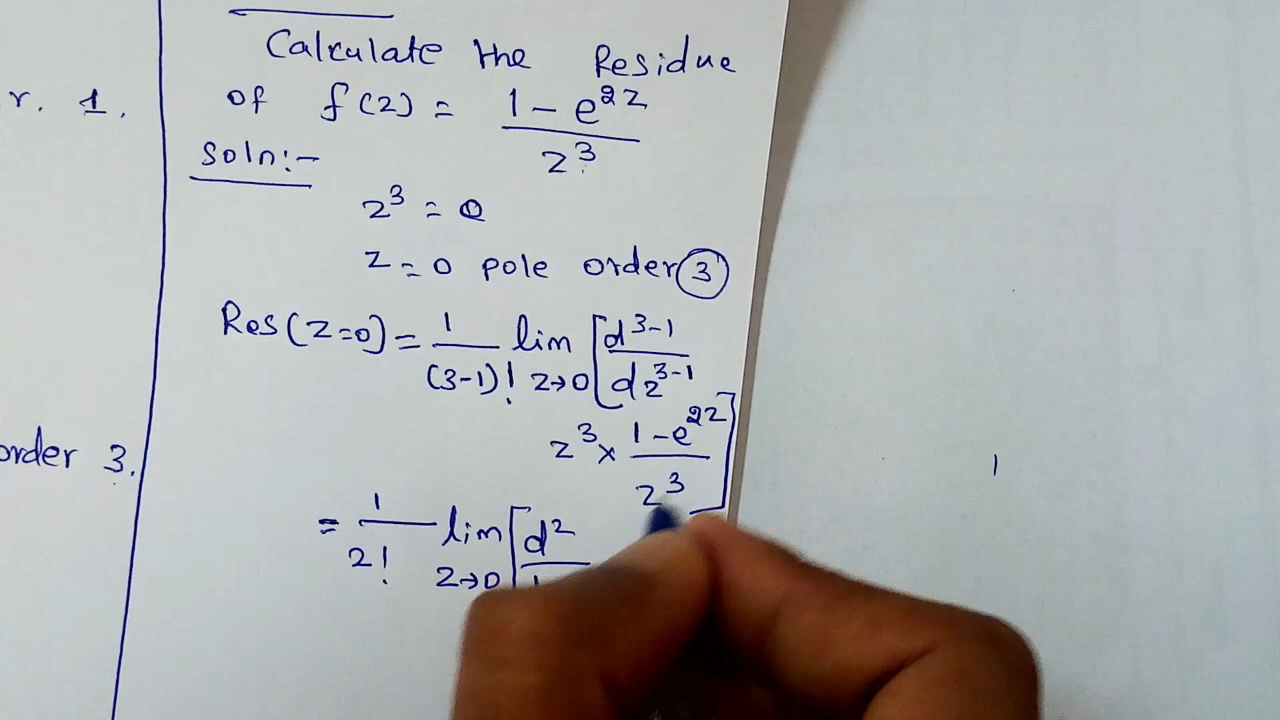 Calculate the Residue
r. 1. of f(z) = 1 - e^2z / z^3
Soln:-
z^3 = 0
z = 0 pole order 3
Res(z=0) = 1/(3-1)! lim z→0 [d^3-1/dz^3-1
order 3. z^3 × 1-e^2z/z^3]
= 1/2! lim z→0 [d^2